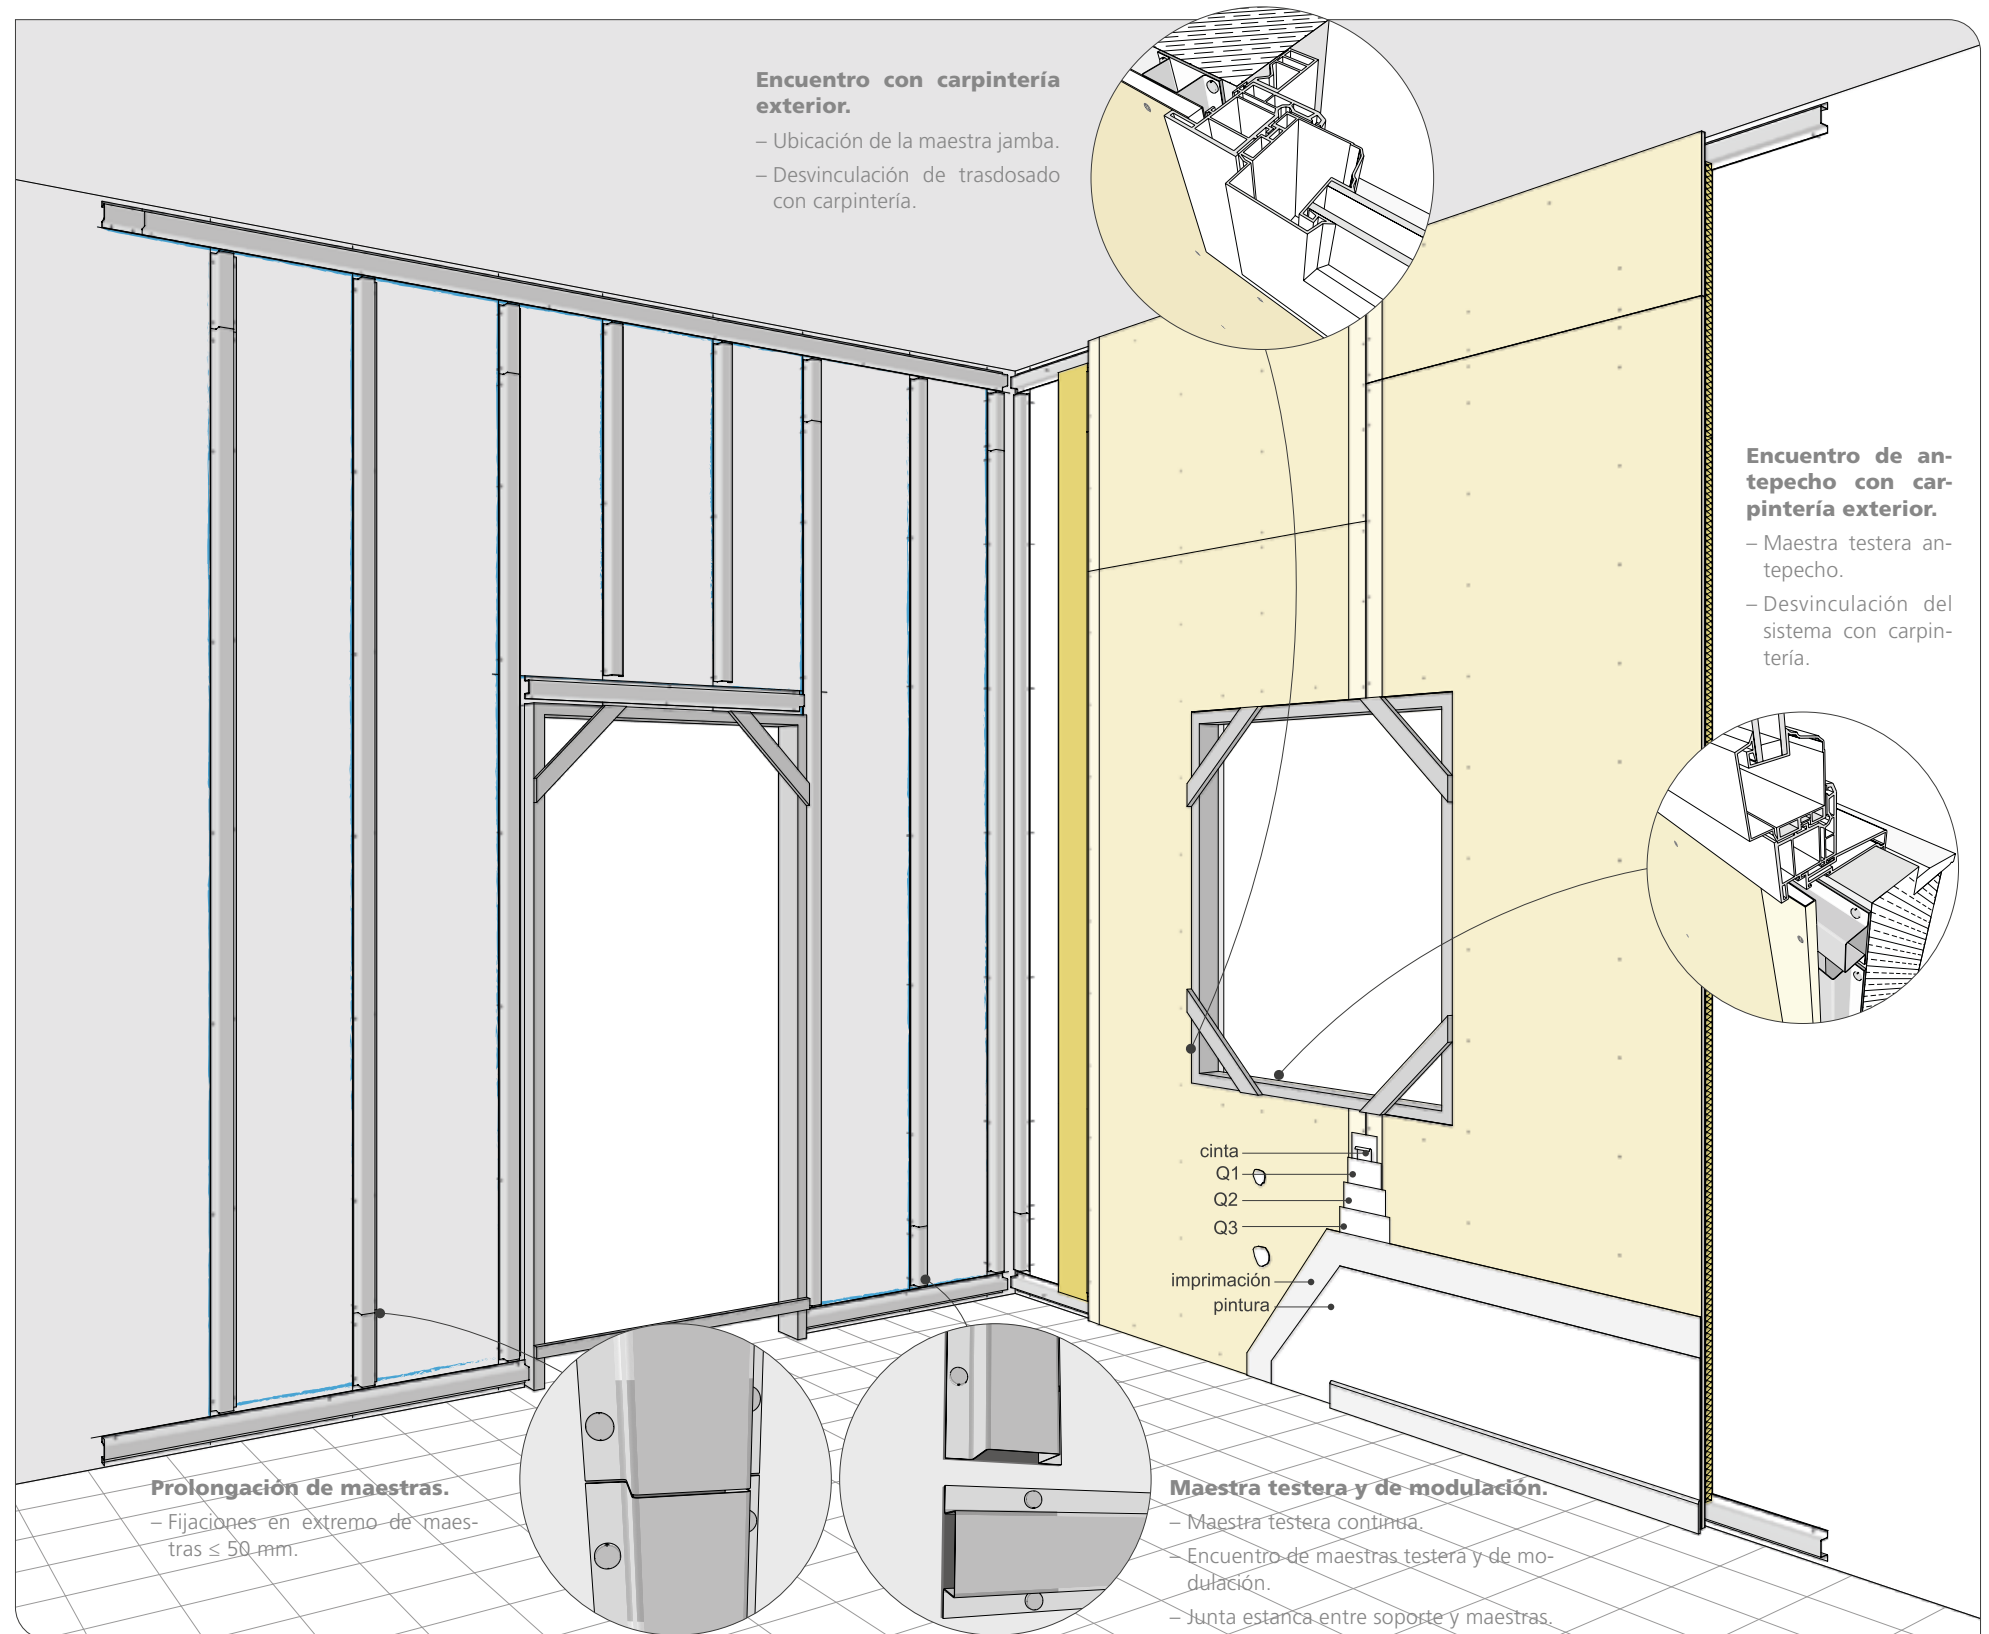 Encuentro con carpintería
exterior.
– Ubicación de la maestra jamba.
– Desvinculación de trasdosado
con carpintería.
Encuentro de an-
tepecho con car-
pintería exterior.
– Maestra testera an-
tepecho.
– Desvinculación del
sistema con carpin-
tería.
cinta
Q1
Q2
Q3
imprimación
pintura
Prolongación de maestras.
– Fijaciones en extremo de maes-
tras ≤ 50 mm.
Maestra testera y de modulación.
– Maestra testera continua.
– Encuentro de maestras testera y de mo-
dulación.
– Junta estanca entre soporte y maestras.